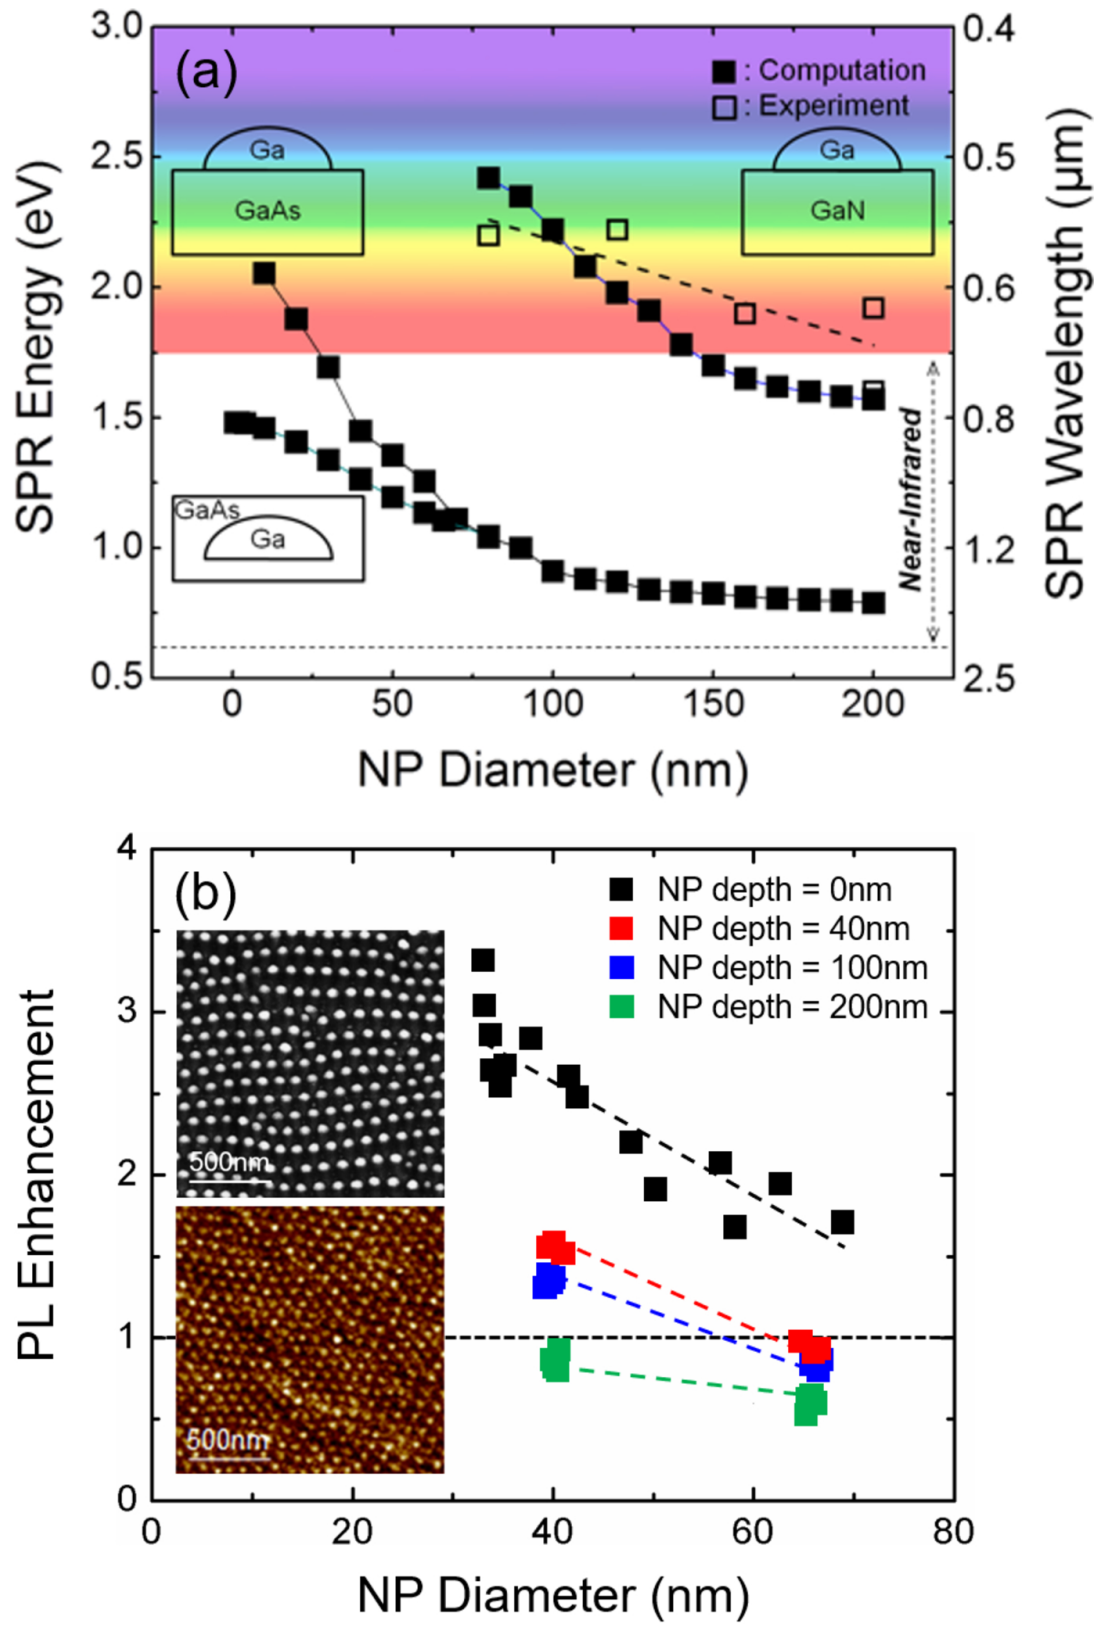 3.0
2.5
2.0
1.5
1.0
0.5
SPR Energy (eV)
(a)
■ : Computation
□ : Experiment
Ga
GaAs
Ga
GaN
GaAs
Ga
Near-Infrared
0.4
0.5
0.6
0.8
1.2
2.5
SPR Wavelength (μm)
0 50 100 150 200
NP Diameter (nm)
4
3
2
1
0
PL Enhancement
(b)
NP depth = 0nm
NP depth = 40nm
NP depth = 100nm
NP depth = 200nm
500nm
500nm
0 20 40 60 80
NP Diameter (nm)